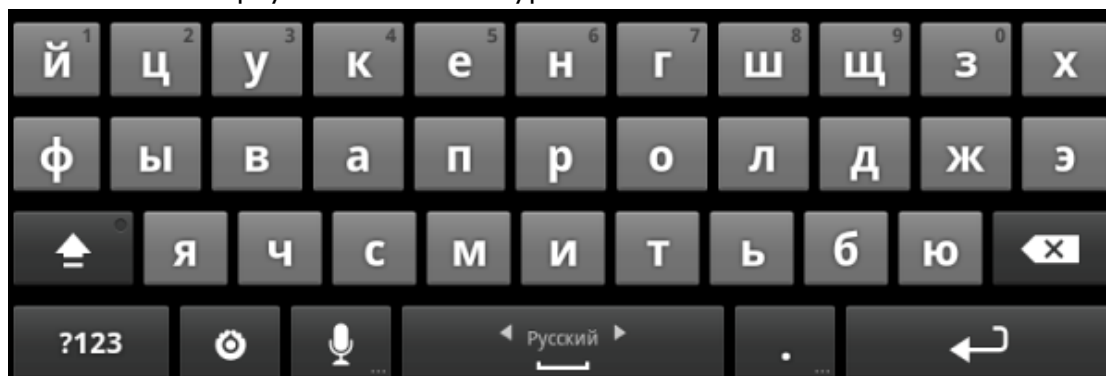 й 1 ц 2 у 3 к 4 е 5 н 6 г 7 ш 8 щ 9 з 0 х
ф ы в а п р о л д ж э
я ч с м и т ь б ю
?123 Русский . ...